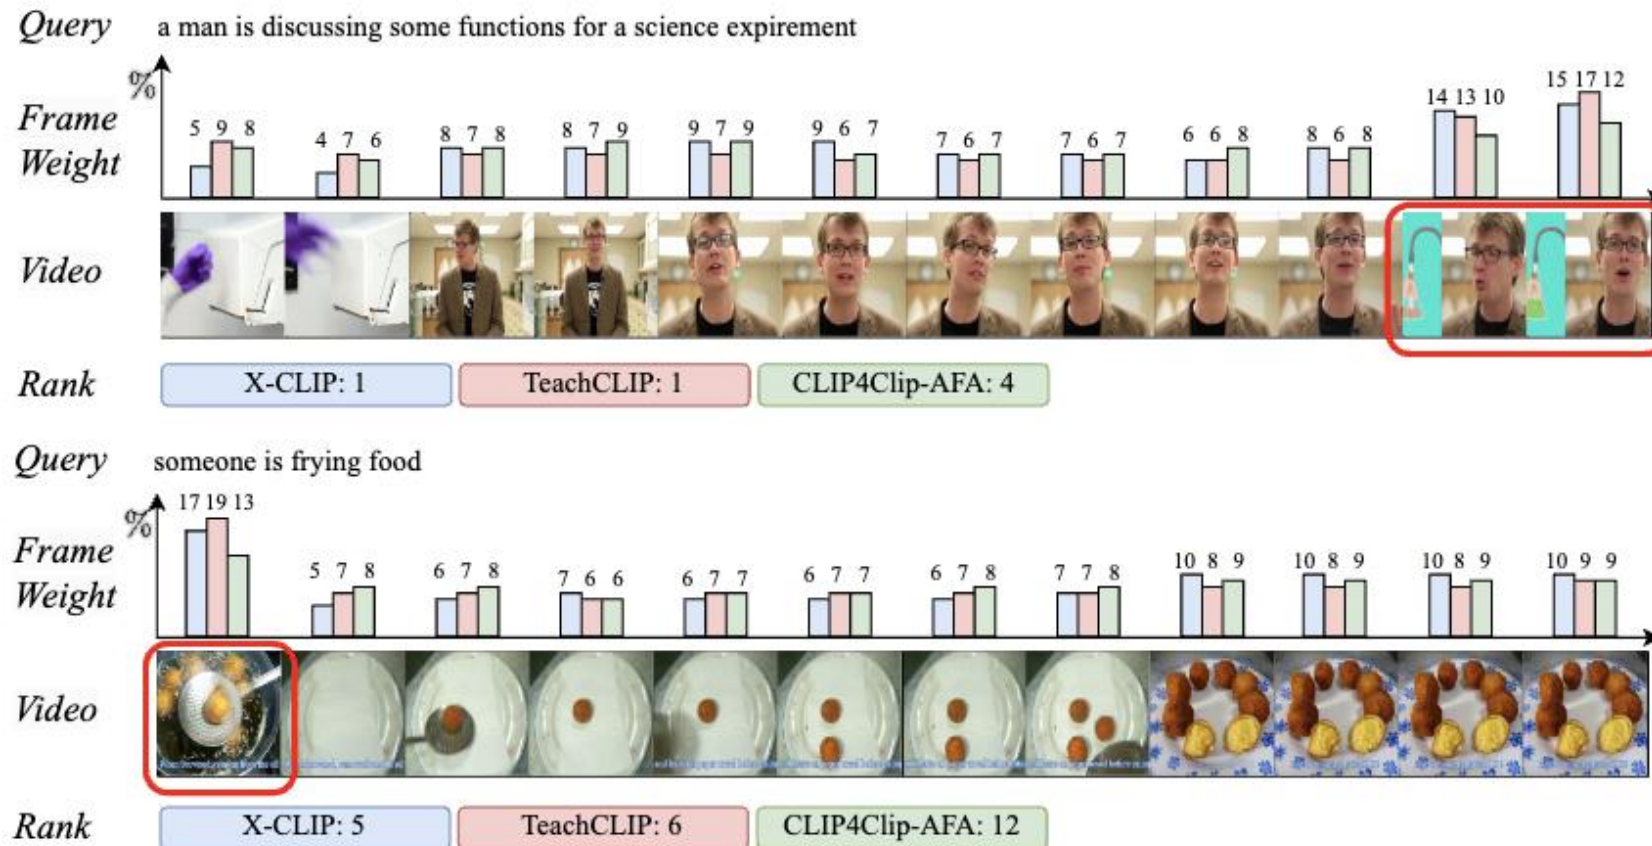 Query a man is discussing some functions for a science expirement
%
Frame Weight
5 9 8 4 7 6 8 7 8 8 7 9 9 7 9 9 6 7 7 6 7 7 6 7 6 6 8 8 6 8 14 13 10 15 17 12
Video
Rank X-CLIP: 1 TeachCLIP: 1 CLIP4Clip-AFA: 4
Query someone is frying food
%
Frame Weight
17 19 13 5 7 8 6 7 8 7 6 6 6 7 7 6 7 7 6 7 8 7 7 8 10 8 9 10 8 9 10 8 9 10 9 9
Video
Rank X-CLIP: 5 TeachCLIP: 6 CLIP4Clip-AFA: 12